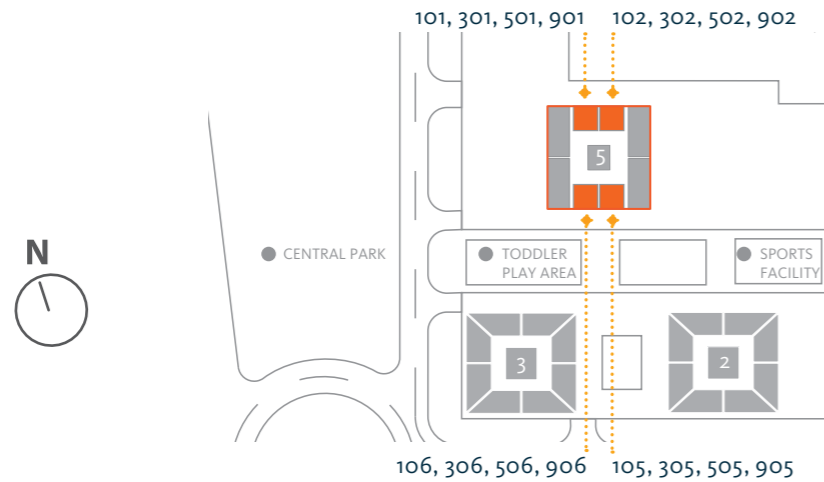 101, 301, 501, 901
102, 302, 502, 902
5
N
CENTRAL PARK
TODDLER
PLAY AREA
SPORTS
FACILITY
3
2
106, 306, 506, 906
105, 305, 505, 905